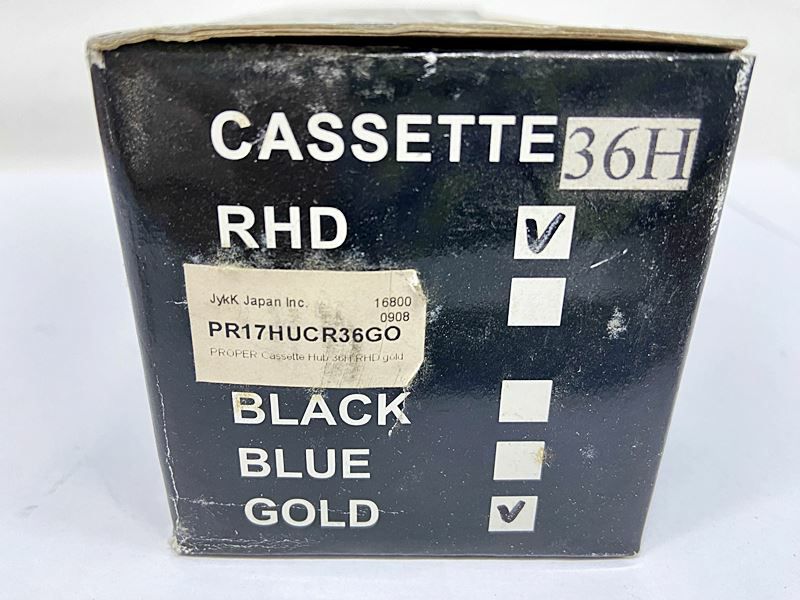 CASSETTE 36H
RHD
JykK Japan Inc. 16800
0908
PR17HUCR36GO
PROPER Cassette Hub 36H RHD gold
BLACK
BLUE
GOLD